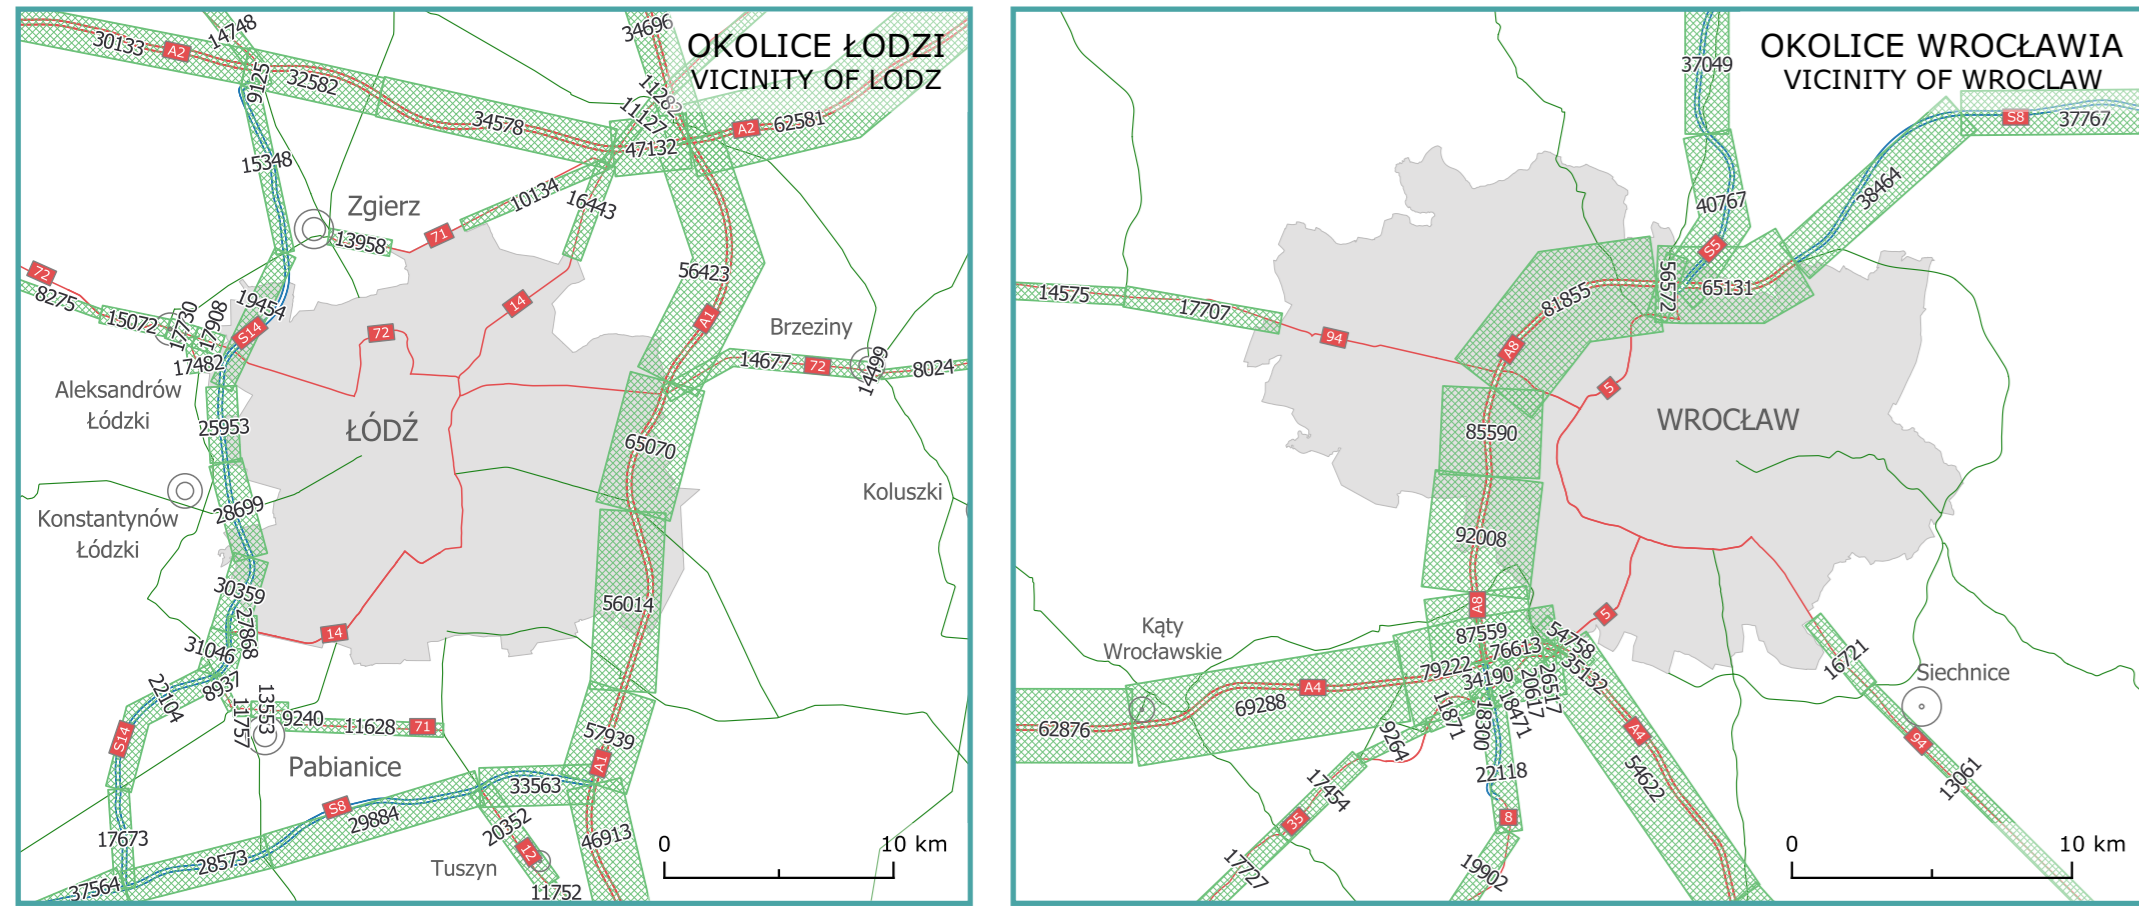 OKOLICE ŁODZI
VICINITY OF LODZ
14748
34696
30133
A2
9125
32582
11282
11127
34578
47132
A2
62581
15348
10134
16443
Zgierz
13958
71
72
8275
15072
17730
17908
19454
S14
17482
14
72
56423
A1
Brzeziny
14677
72
14499
8024
Aleksandrów
Łódzki
ŁÓDŹ
25953
65070
Koluszki
Konstantynów
Łódzki
28699
30359
27868
56014
14
31046
8937
22104
11757
13553
9240
11628
71
S14
57939
A1
Pabianice
33563
S8
29884
20352
12
46913
17673
28573
37564
Tuszyn
11752
0
10 km
OKOLICE WROCŁAWIA
VICINITY OF WROCLAW
37049
S8
37767
38464
40767
S5
56572
65131
81855
14575
17707
94
A8
5
WROCŁAW
85590
92008
A8
5
Kąty
Wrocławskie
87559
76613
54758
35132
79222
34190
26517
20617
18471
18300
11871
A4
69288
62876
9264
17454
35
17727
22118
8
19902
A4
54622
16721
Siechnice
94
13061
0
10 km